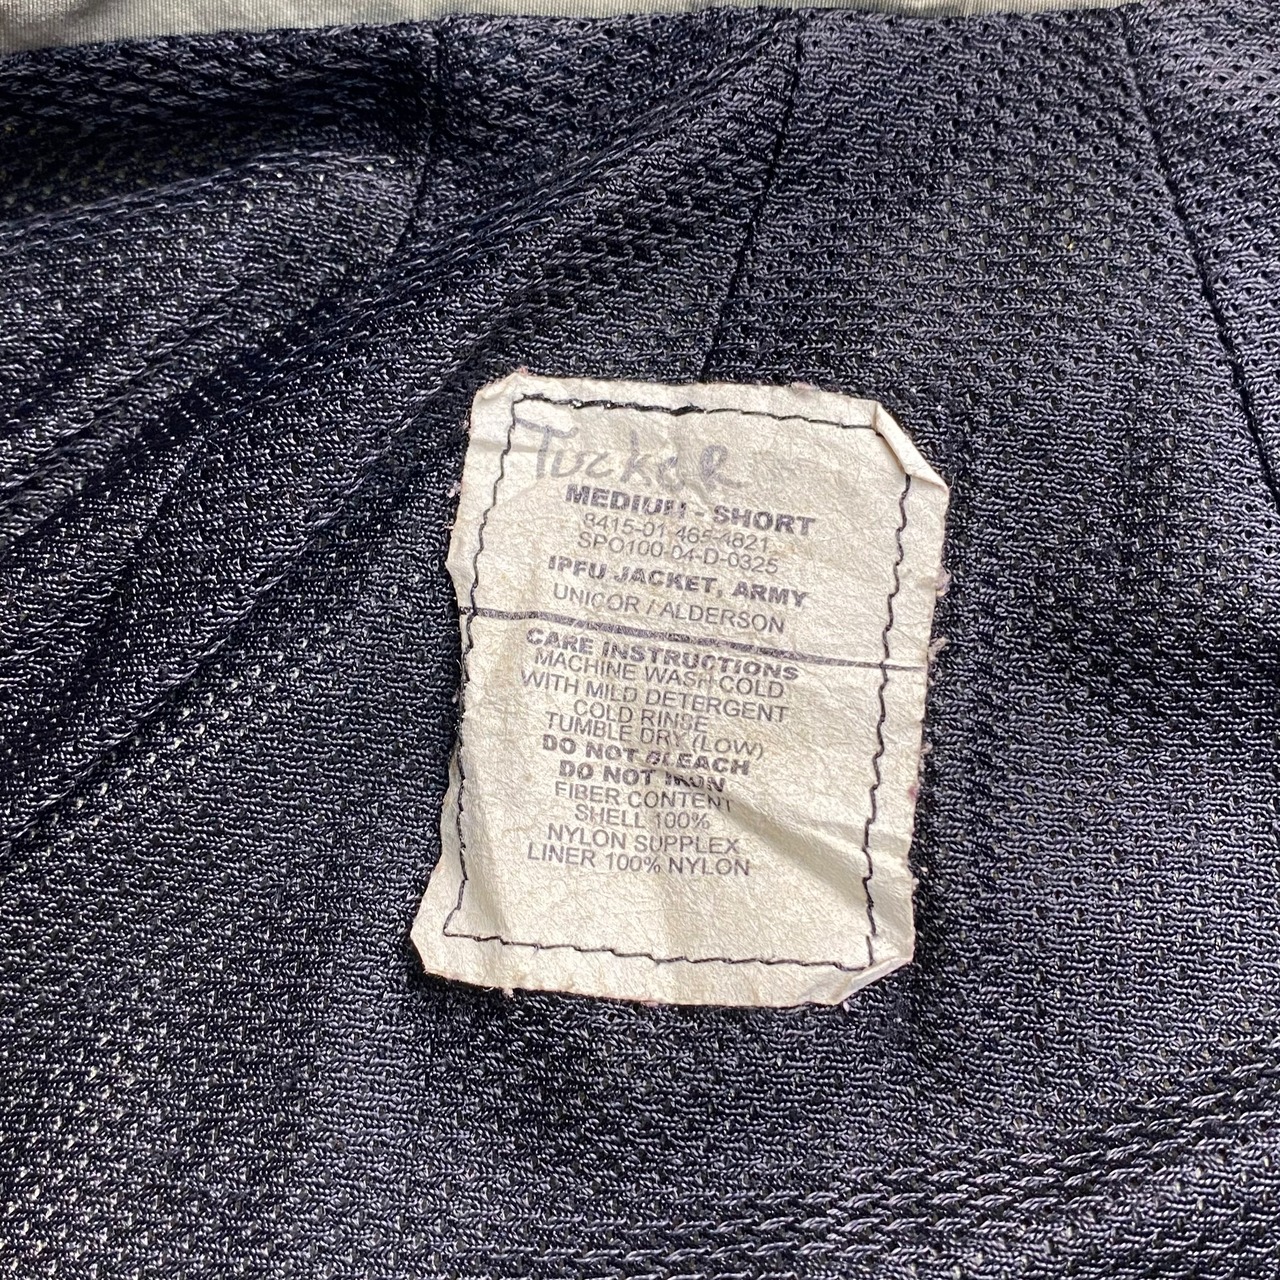 Tucker
MEDIUM - SHORT
8415-01-465-4821
SPO100-04-D-0325
IPFU JACKET, ARMY
UNICOR / ALDERSON
CARE INSTRUCTIONS
MACHINE WASH COLD
WITH MILD DETERGENT
COLD RINSE
TUMBLE DRY (LOW)
DO NOT BLEACH
DO NOT IRON
FIBER CONTENT
SHELL 100%
NYLON SUPPLEX
LINER 100% NYLON